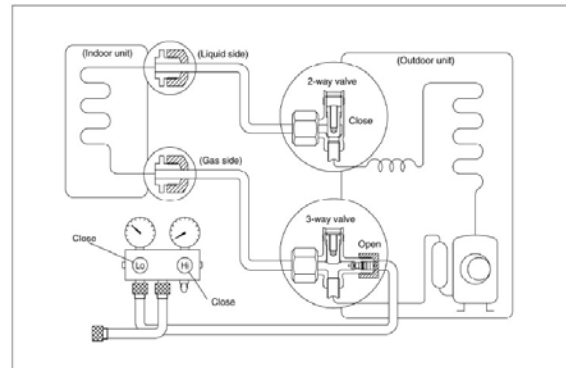 (Indoor unit)
(Liquid side)
(Outdoor unit)
2-way valve
Close
(Gas side)
3-way valve
Open
Close
Lo
Hi
Close